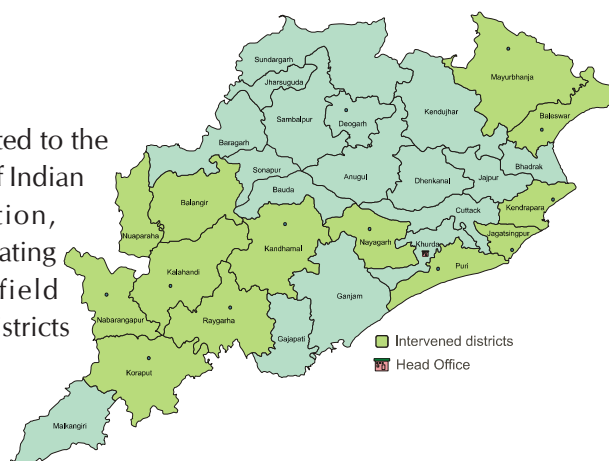 ted to the
f Indian
tion,
ating
field
stricts
Sundargarh
Jharsuguda
Sambalpur
Deogarh
Kendujhar
Mayurbhanja
Baleswar
Baragarh
Sonapur
Bauda
Anugul
Dhenkanal
Jajpur
Bhadrak
Cuttack
Kendrapara
Jagatsingpur
Balangir
Nuaparaha
Kandhamal
Nayagarh
Khurda
Puri
Kalahandi
Ganjam
Nabarangapur
Raygarha
Gajapati
Koraput
Malkangiri
Intervened districts
Head Office